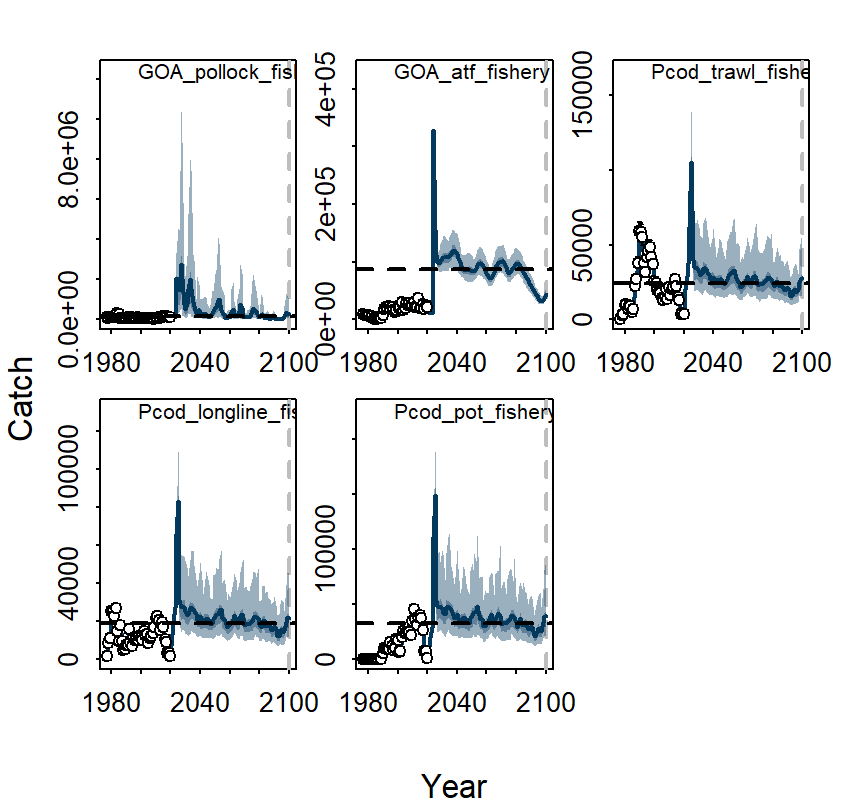 GOA_pollock_fis
GOA_atf_fishery
Pcod_trawl_fishe
0.0e+00
8.0e+06
0e+00
2e+05
4e+05
0
50000
150000
1980
2040
2100
1980
2040
2100
1980
2040
2100
Catch
Pcod_longline_fis
Pcod_pot_fishery
0
40000
100000
0
100000
1980
2040
2100
1980
2040
2100
Year